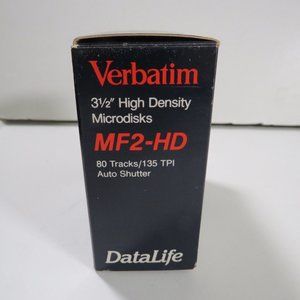 Verbatim
3½" High Density
Microdisks
MF2-HD
80 Tracks/135 TPI
Auto Shutter
DataLife